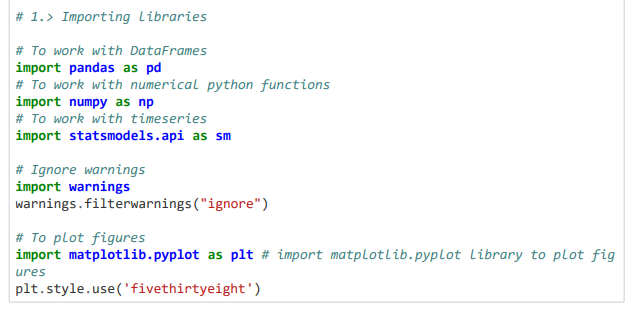 # 1.> Importing libraries
# To work with DataFrames
import pandas as pd
# To work with numerical python functions
import numpy as np
# To work with timeseries
import statsmodels.api as sm
# Ignore warnings
import warnings
warnings.filterwarnings("ignore")
# To plot figures
import matplotlib.pyplot as plt # import matplotlib.pyplot library to plot fig
ures
plt.style.use('fivethirtyeight')